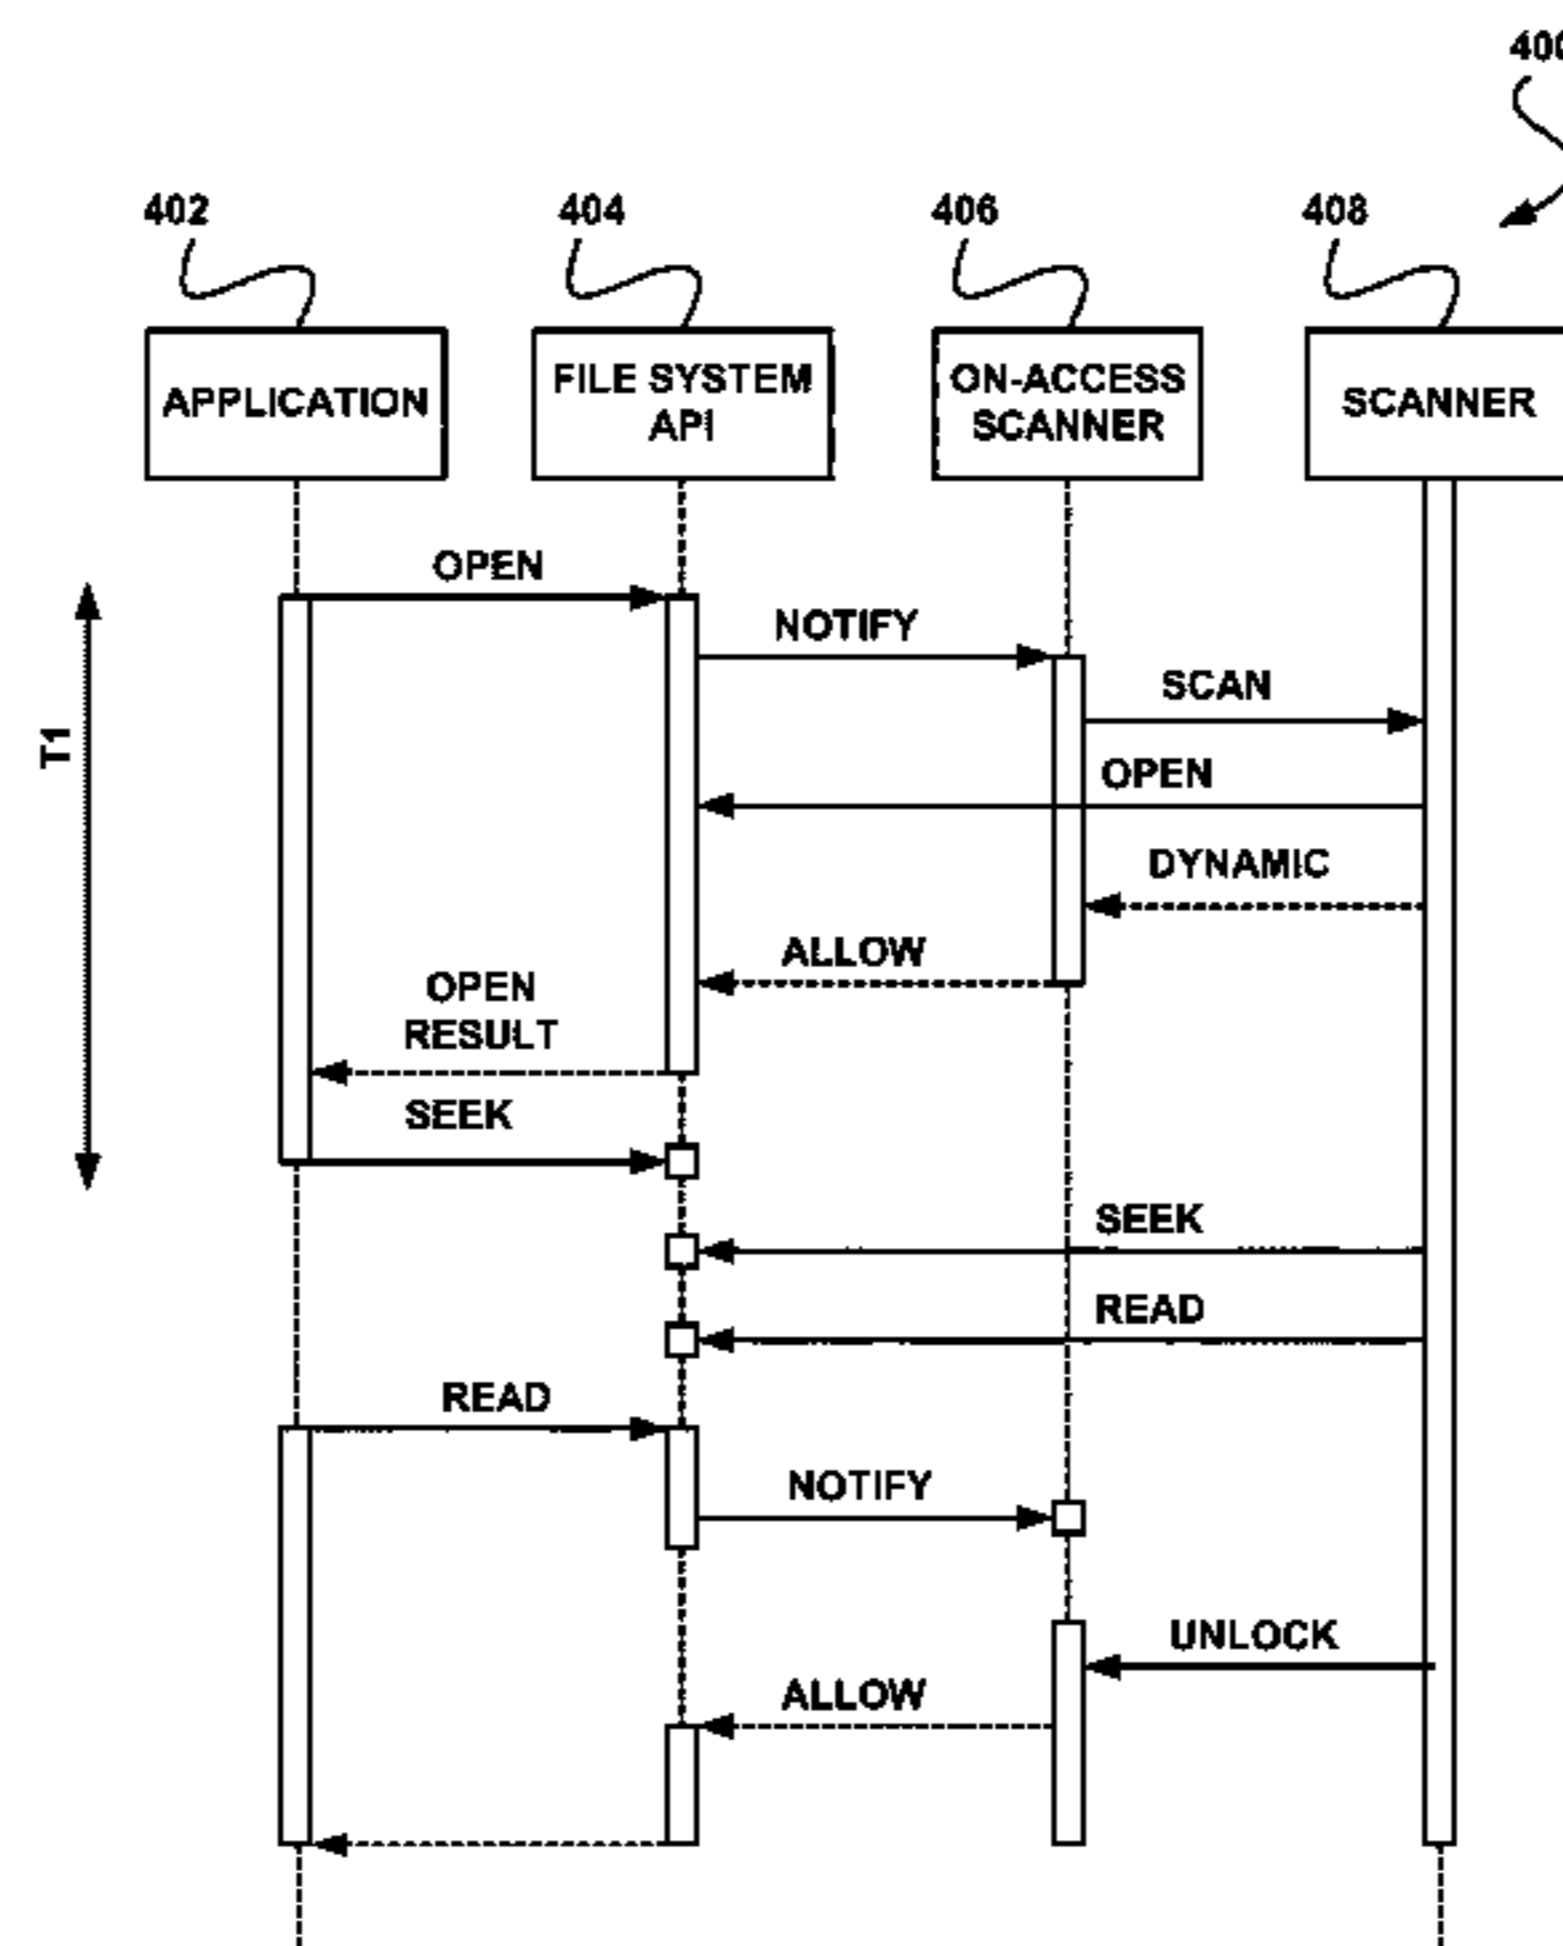 400
402
404
406
408
APPLICATION
FILE SYSTEM
API
ON-ACCESS
SCANNER
SCANNER
OPEN
NOTIFY
SCAN
T1
OPEN
DYNAMIC
ALLOW
OPEN
RESULT
SEEK
SEEK
READ
READ
NOTIFY
UNLOCK
ALLOW